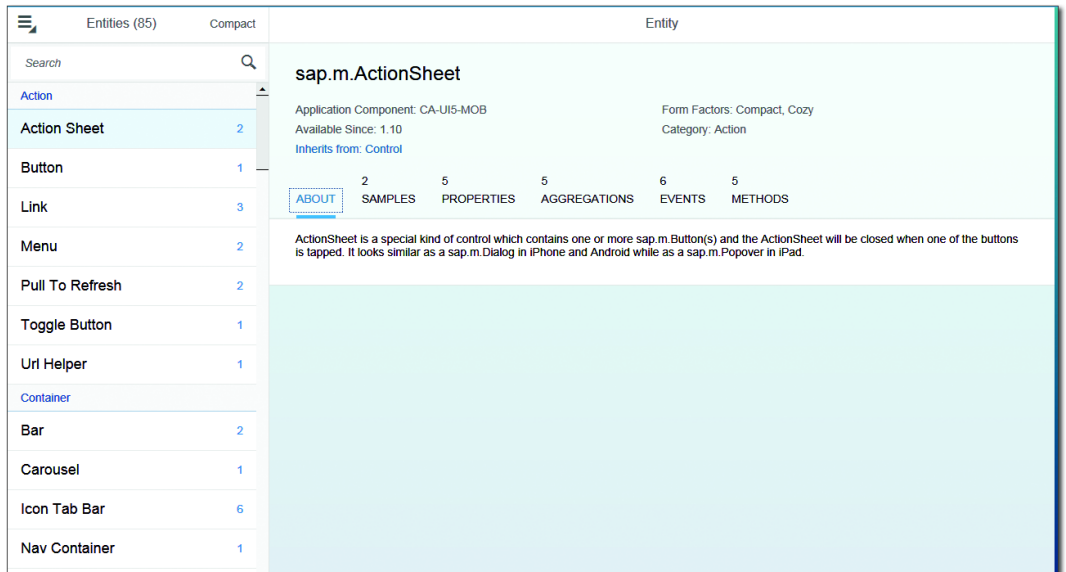 Entities (85)
Compact
Search
Action
Action Sheet 2
Button 1
Link 3
Menu 2
Pull To Refresh 2
Toggle Button 1
Url Helper 1
Container
Bar 2
Carousel 1
Icon Tab Bar 6
Nav Container 1
Entity
sap.m.ActionSheet
Application Component: CA-UI5-MOB
Form Factors: Compact, Cozy
Available Since: 1.10
Category: Action
Inherits from: Control
2 5 5 6 5
ABOUT SAMPLES PROPERTIES AGGREGATIONS EVENTS METHODS
ActionSheet is a special kind of control which contains one or more sap.m.Button(s) and the ActionSheet will be closed when one of the buttons
is tapped. It looks similar as a sap.m.Dialog in iPhone and Android while as a sap.m.Popover in iPad.